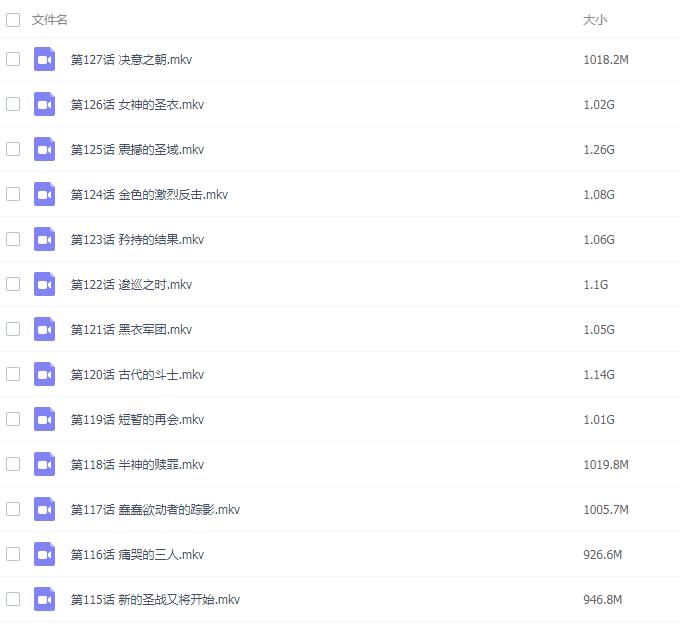 文件名 大小
第127话 决意之朝.mkv 1018.2M
第126话 女神的圣衣.mkv 1.02G
第125话 震撼的圣域.mkv 1.26G
第124话 金色的激烈反击.mkv 1.08G
第123话 矜持的结果.mkv 1.06G
第122话 逡巡之时.mkv 1.1G
第121话 黑衣军团.mkv 1.05G
第120话 古代的斗士.mkv 1.14G
第119话 短暂的再会.mkv 1.01G
第118话 半神的赎罪.mkv 1019.8M
第117话 蠢蠢欲动者的踪影.mkv 1005.7M
第116话 痛哭的三人.mkv 926.6M
第115话 新的圣战又将开始.mkv 946.8M